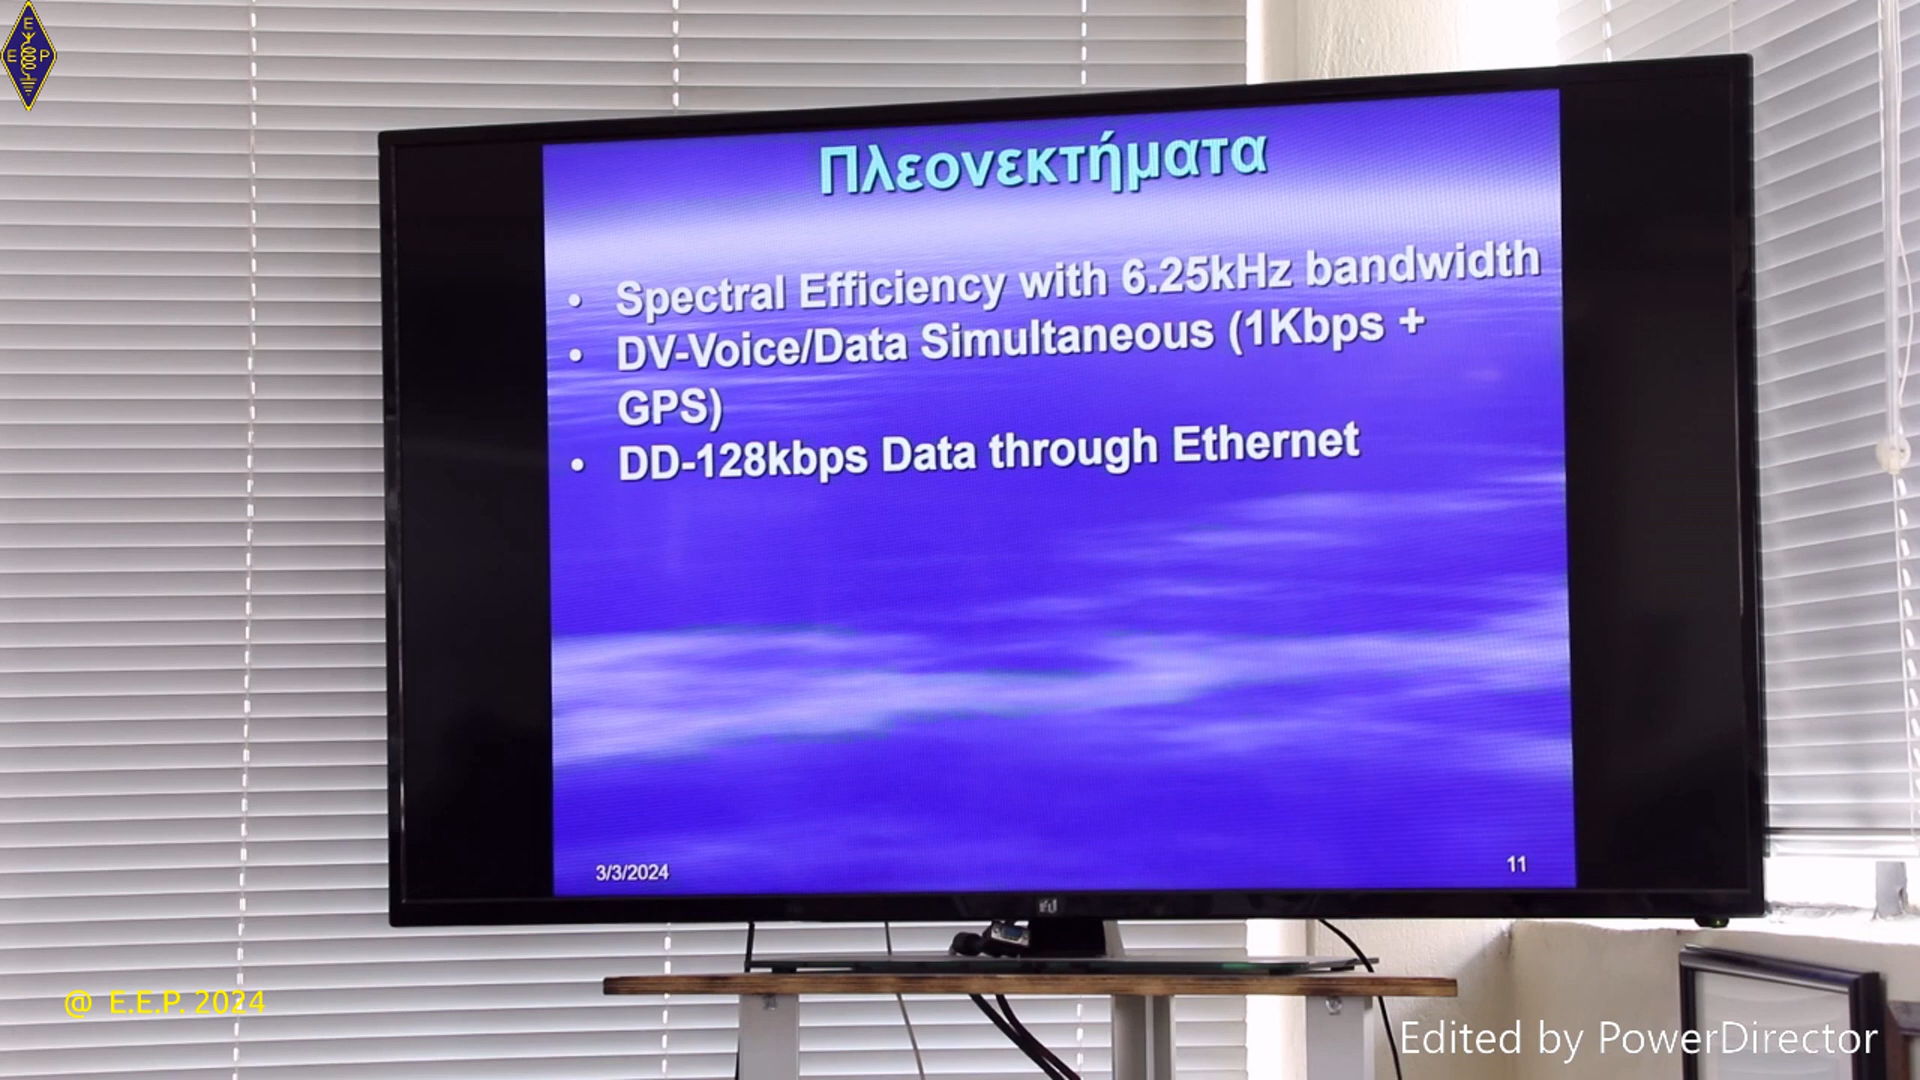 E
E P
Πλεονεκτήματα
• Spectral Efficiency with 6.25kHz bandwidth
• DV-Voice/Data Simultaneous (1Kbps +
GPS)
• DD-128kbps Data through Ethernet
3/3/2024
11
@ E.E.P. 2024
Edited by PowerDirector